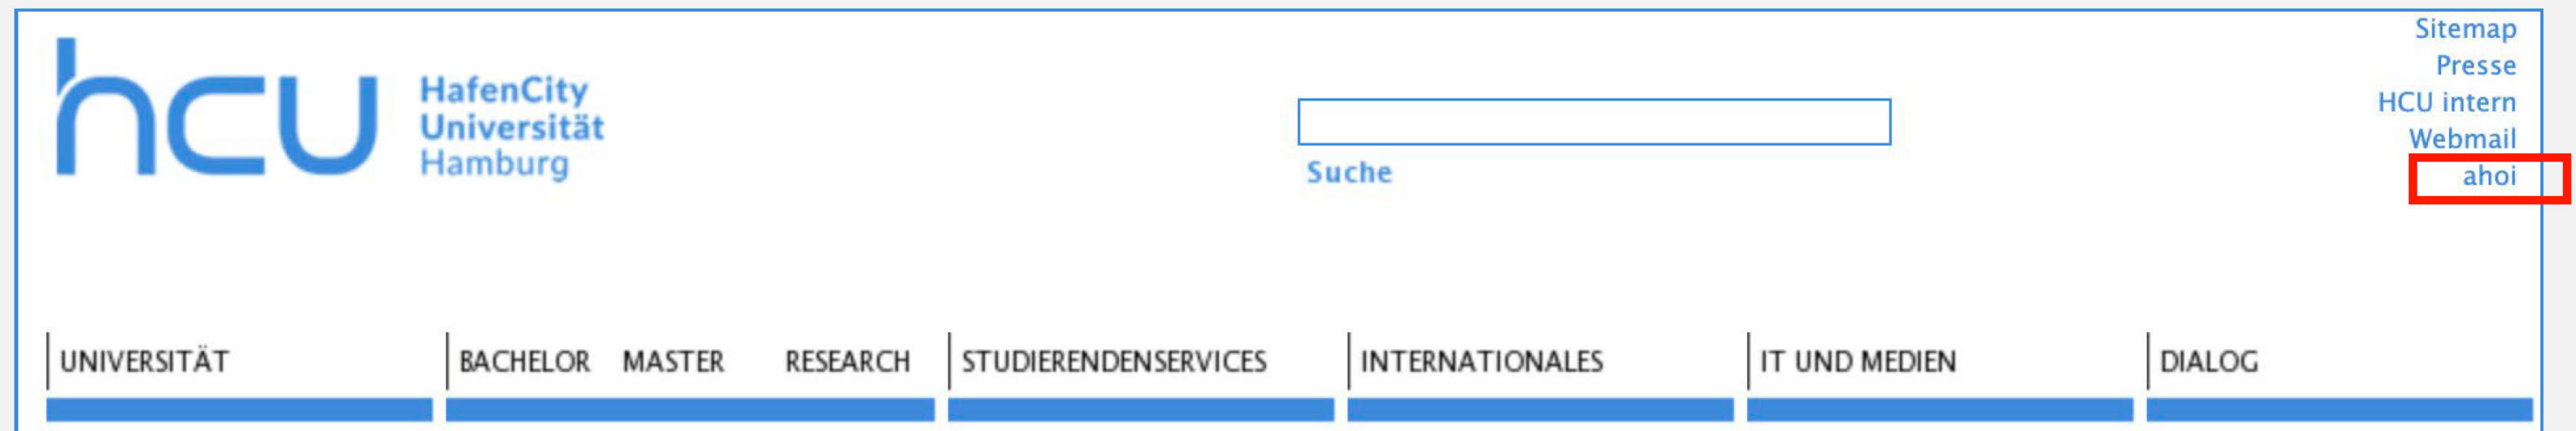 hcu
HafenCity
Universität
Hamburg
Suche
Sitemap
Presse
HCU intern
Webmail
ahoi
UNIVERSITÄT
BACHELOR MASTER RESEARCH
STUDIERENDENSERVICES
INTERNATIONALES
IT UND MEDIEN
DIALOG